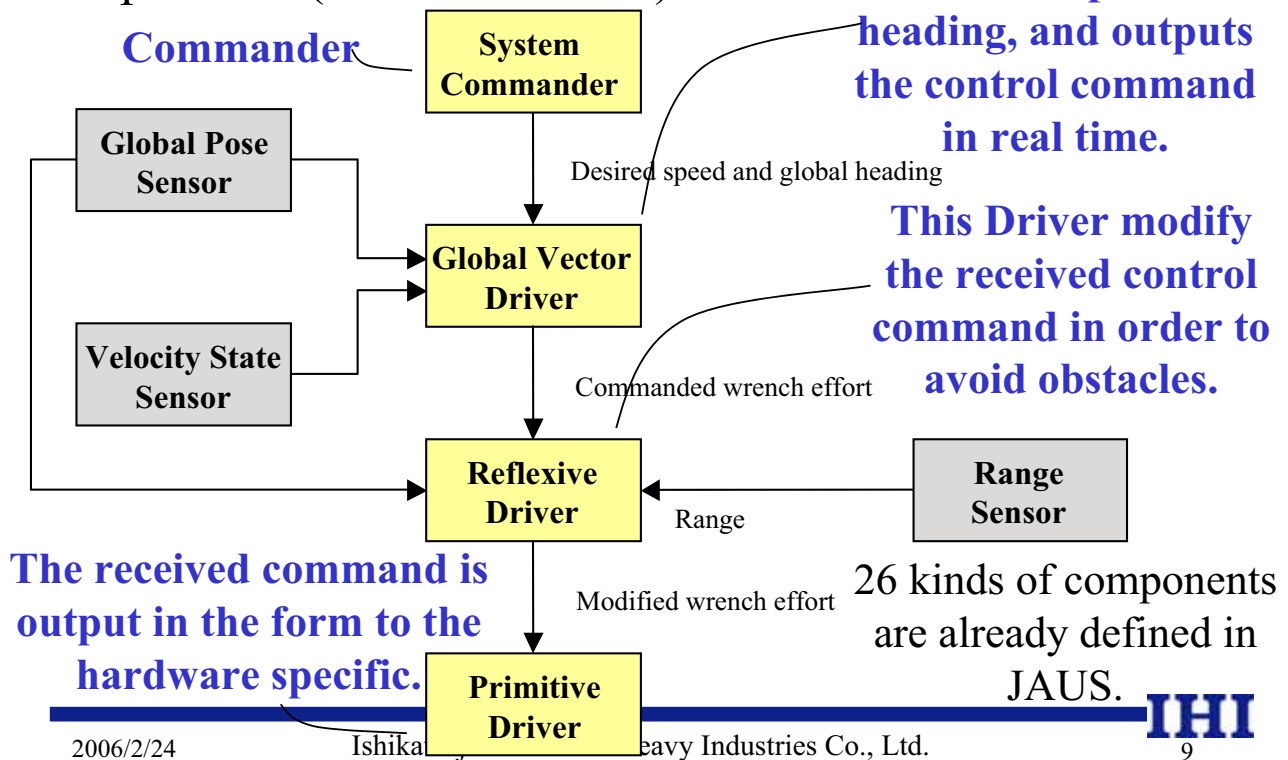 heading, and outputs
the control command
in real time.
Commander
System
Commander
Global Pose
Sensor
Desired speed and global heading
This Driver modify
the received control
command in order to
avoid obstacles.
Global Vector
Driver
Velocity State
Sensor
Commanded wrench effort
Reflexive
Driver
Range
Range
Sensor
The received command is
output in the form to the
hardware specific.
Modified wrench effort
26 kinds of components
are already defined in
JAUS.
Primitive
Driver
IHI
2006/2/24
Industries Co., Ltd.
9